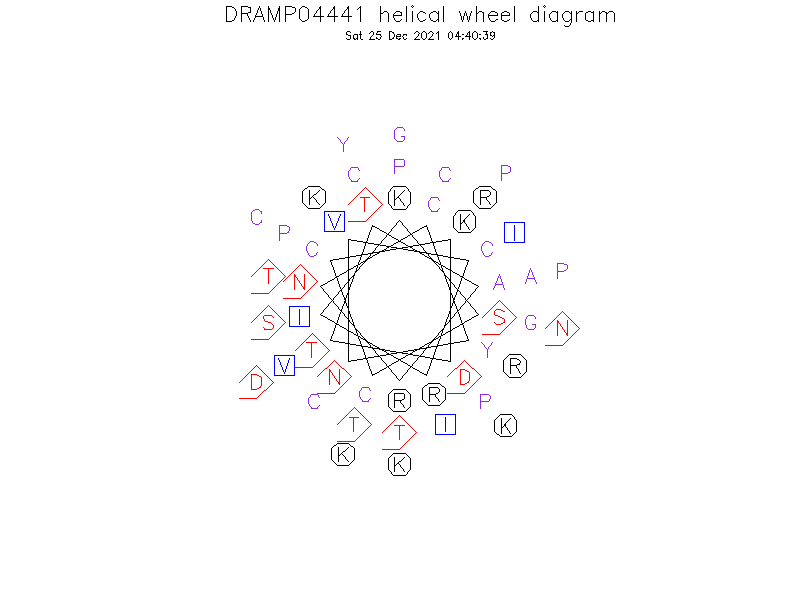 DRAMP04441 helical wheel diagram
Sat 25 Dec 2021 04:40:39
G
Y
P
C C P
K T K R
C
C V K I
P
C C
T N A A P
S I S G N
T Y
V R
D N D
C C R R P
T T I K
K
K